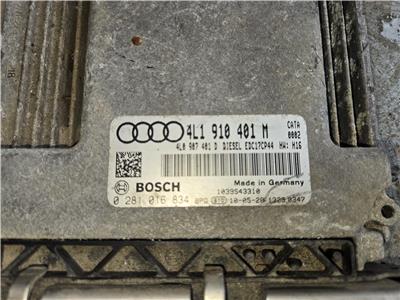 4L1 910 401 M
CATA
0002
4L0 907 401 D DIESEL EDC17CP44 HA: H16
BOSCH
Made in Germany
1039S43310
0 281 016 834 10-05-28